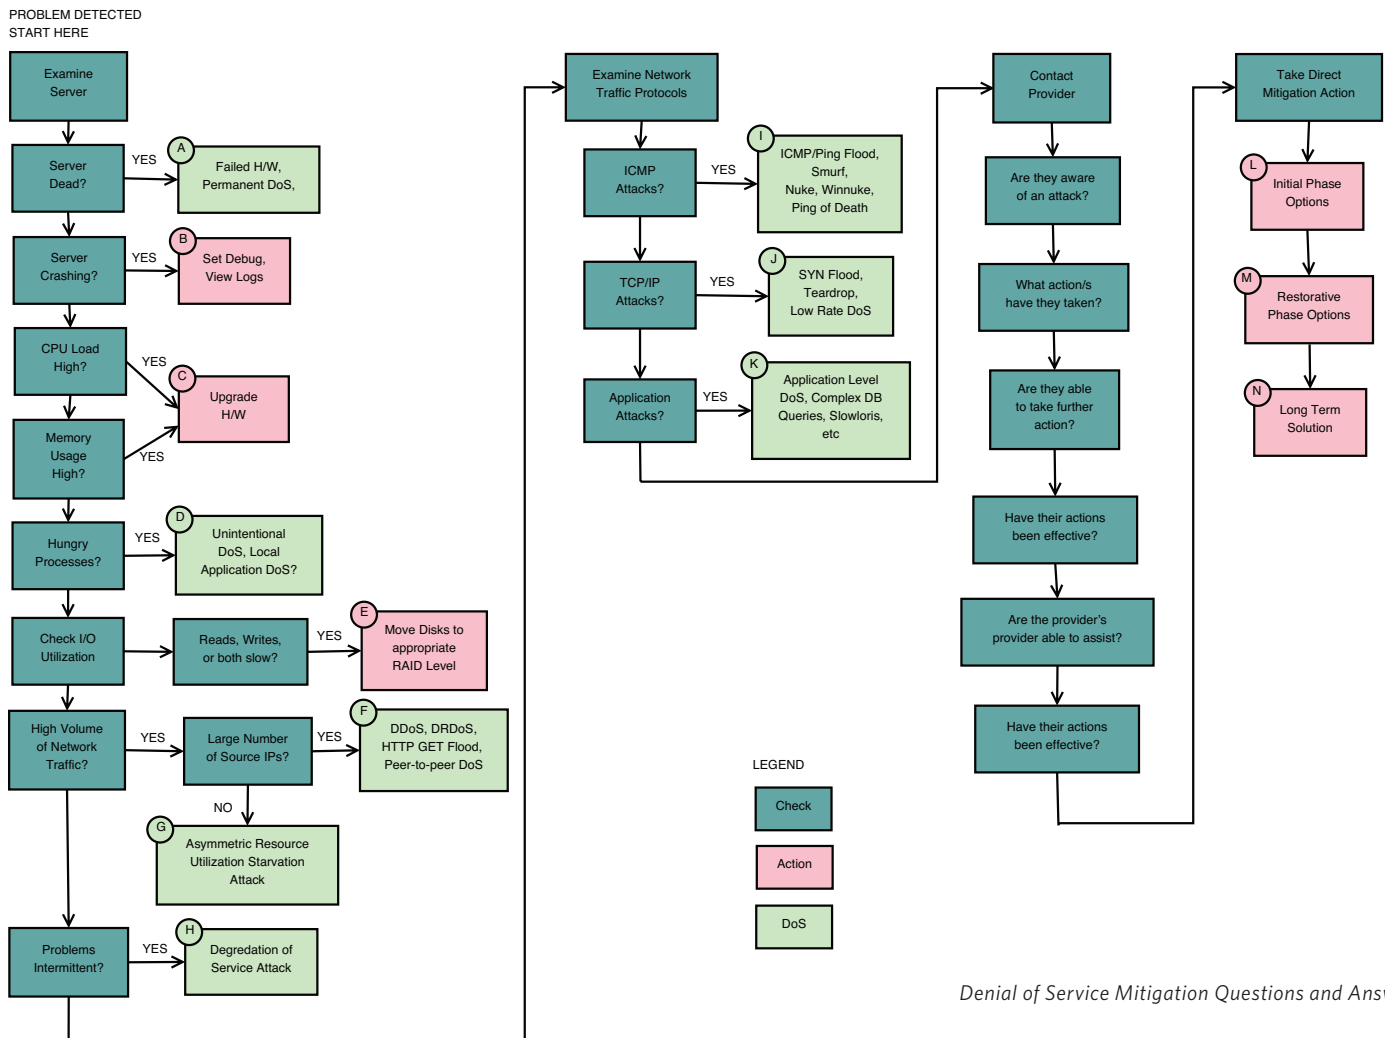 PROBLEM DETECTED
START HERE
Examine
Server
Server
Dead?
YES
A
Failed H/W,
Permanent DoS,
Server
Crashing?
YES
B
Set Debug,
View Logs
CPU Load
High?
YES
C
Upgrade
H/W
Memory
Usage
High?
YES
Hungry
Processes?
YES
D
Unintentional
DoS, Local
Application DoS?
Check I/O
Utilization
Reads, Writes,
or both slow?
YES
E
Move Disks to
appropriate
RAID Level
High Volume
of Network
Traffic?
YES
Large Number
of Source IPs?
YES
F
DDoS, DRDoS,
HTTP GET Flood,
Peer-to-peer DoS
NO
G
Asymmetric Resource
Utilization Starvation
Attack
Problems
Intermittent?
YES
H
Degredation of
Service Attack
Examine Network
Traffic Protocols
ICMP
Attacks?
YES
I
ICMP/Ping Flood,
Smurf,
Nuke, Winnuke,
Ping of Death
TCP/IP
Attacks?
YES
J
SYN Flood,
Teardrop,
Low Rate DoS
Application
Attacks?
YES
K
Application Level
DoS, Complex DB
Queries, Slowloris,
etc
Contact
Provider
Are they aware
of an attack?
What action/s
have they taken?
Are they able
to take further
action?
Have their actions
been effective?
Are the provider's
provider able to assist?
Have their actions
been effective?
Take Direct
Mitigation Action
L
Initial Phase
Options
M
Restorative
Phase Options
N
Long Term
Solution
LEGEND
Check
Action
DoS
Denial of Service Mitigation Questions and